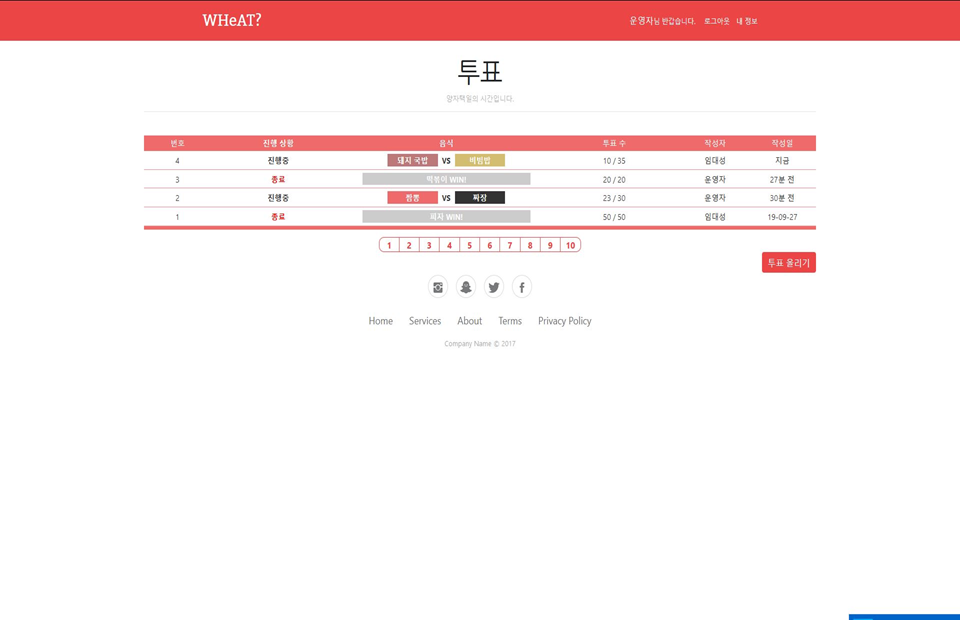 WHeAT?
운영자님 반갑습니다. 로그아웃 내 정보
투표
양자택일의 시간입니다.
번호 진행 상황 음식 투표 수 작성자 작성일
4 진행중 돼지 국밥 VS 비빔밥 10 / 35 임대성 지금
3 종료 떡볶이 WIN! 20 / 20 운영자 27분 전
2 진행중 짬뽕 VS 짜장 23 / 30 운영자 30분 전
1 종료 피자 WIN! 50 / 50 임대성 19-09-27
1 2 3 4 5 6 7 8 9 10
투표 올리기
Home Services About Terms Privacy Policy
Company Name © 2017